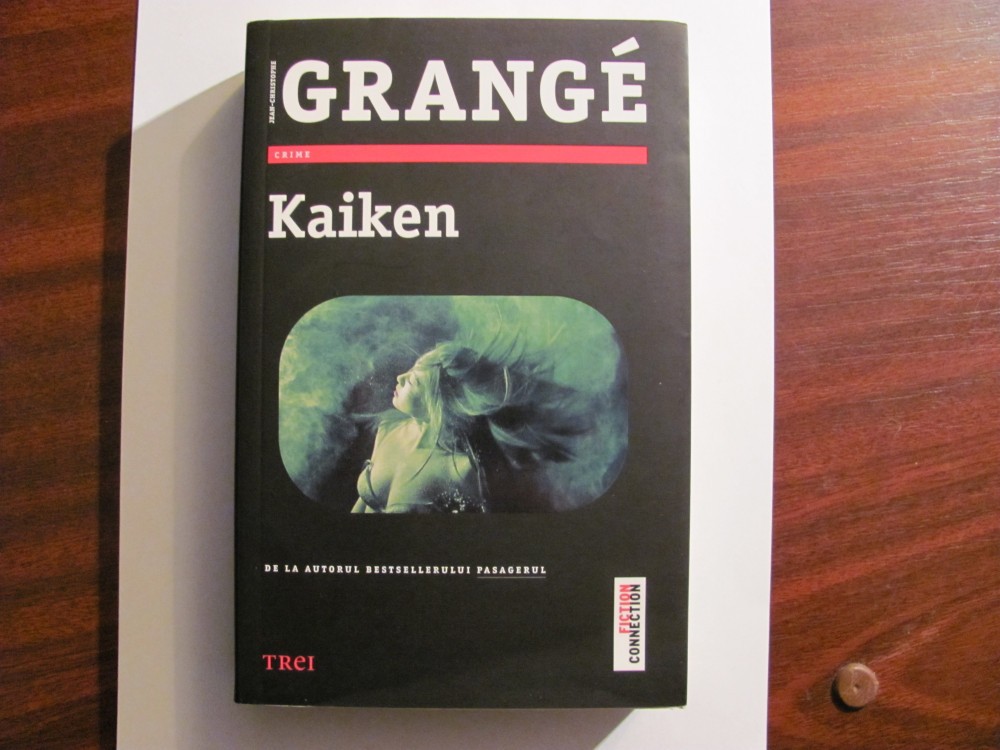 JEAN-CHRISTOPHE
GRANGÉ
CRIME
Kaiken
DE LA AUTORUL BESTSELLERULUI PASAGERUL
FICTION
CONNECTION
TREI